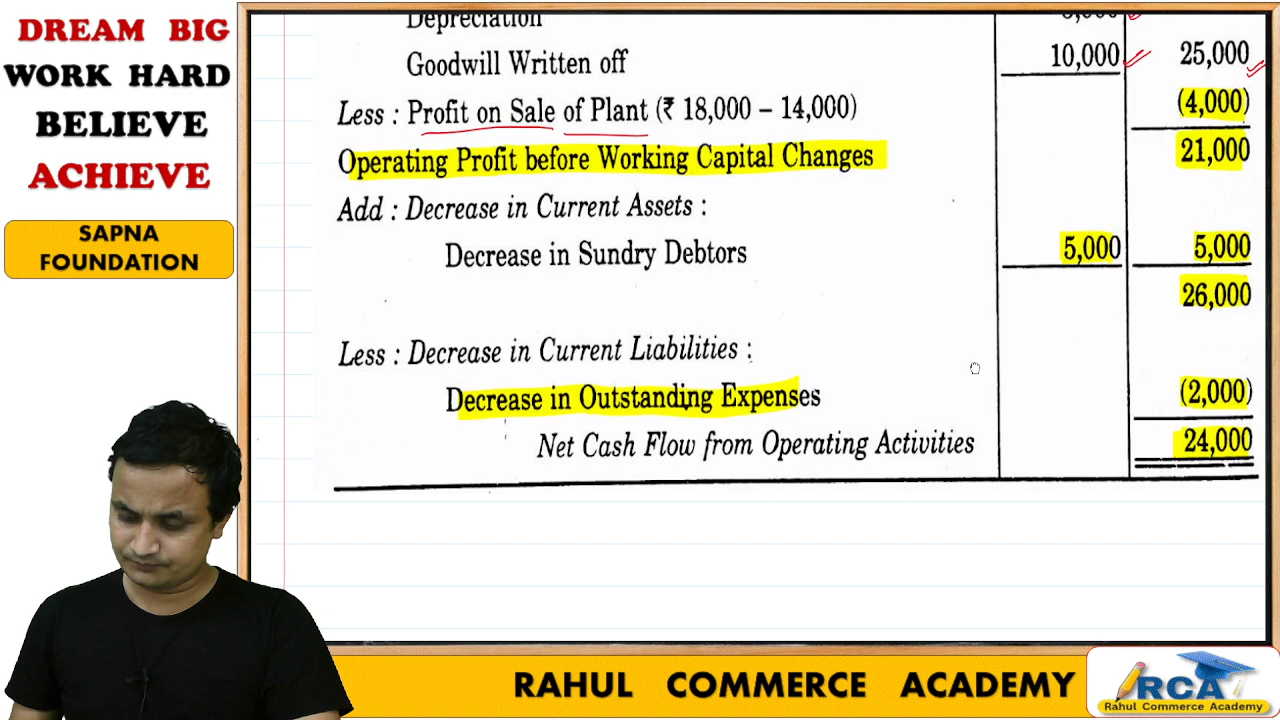 DREAM BIG
WORK HARD
BELIEVE
ACHIEVE
SAPNA
FOUNDATION
Depreciation
Goodwill Written off 10,000 25,000
Less : Profit on Sale of Plant (₹ 18,000 – 14,000) (4,000)
Operating Profit before Working Capital Changes 21,000
Add : Decrease in Current Assets :
Decrease in Sundry Debtors 5,000 5,000
26,000
Less : Decrease in Current Liabilities :
Decrease in Outstanding Expenses (2,000)
Net Cash Flow from Operating Activities 24,000
RAHUL COMMERCE ACADEMY
RCA
Rahul Commerce Academy